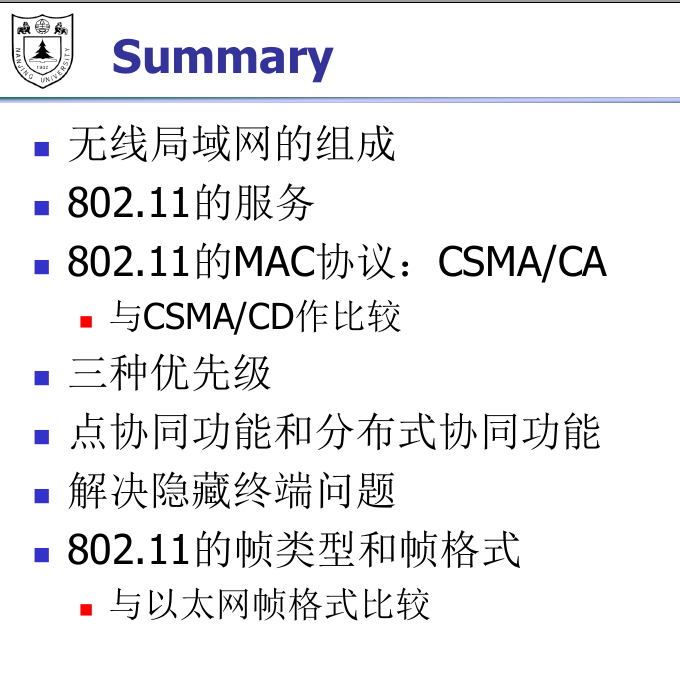 NANJING UNIVERSITY
1902
Summary
无线局域网的组成
802.11的服务
802.11的MAC协议：CSMA/CA
与CSMA/CD作比较
三种优先级
点协同功能和分布式协同功能
解决隐藏终端问题
802.11的帧类型和帧格式
与以太网帧格式比较